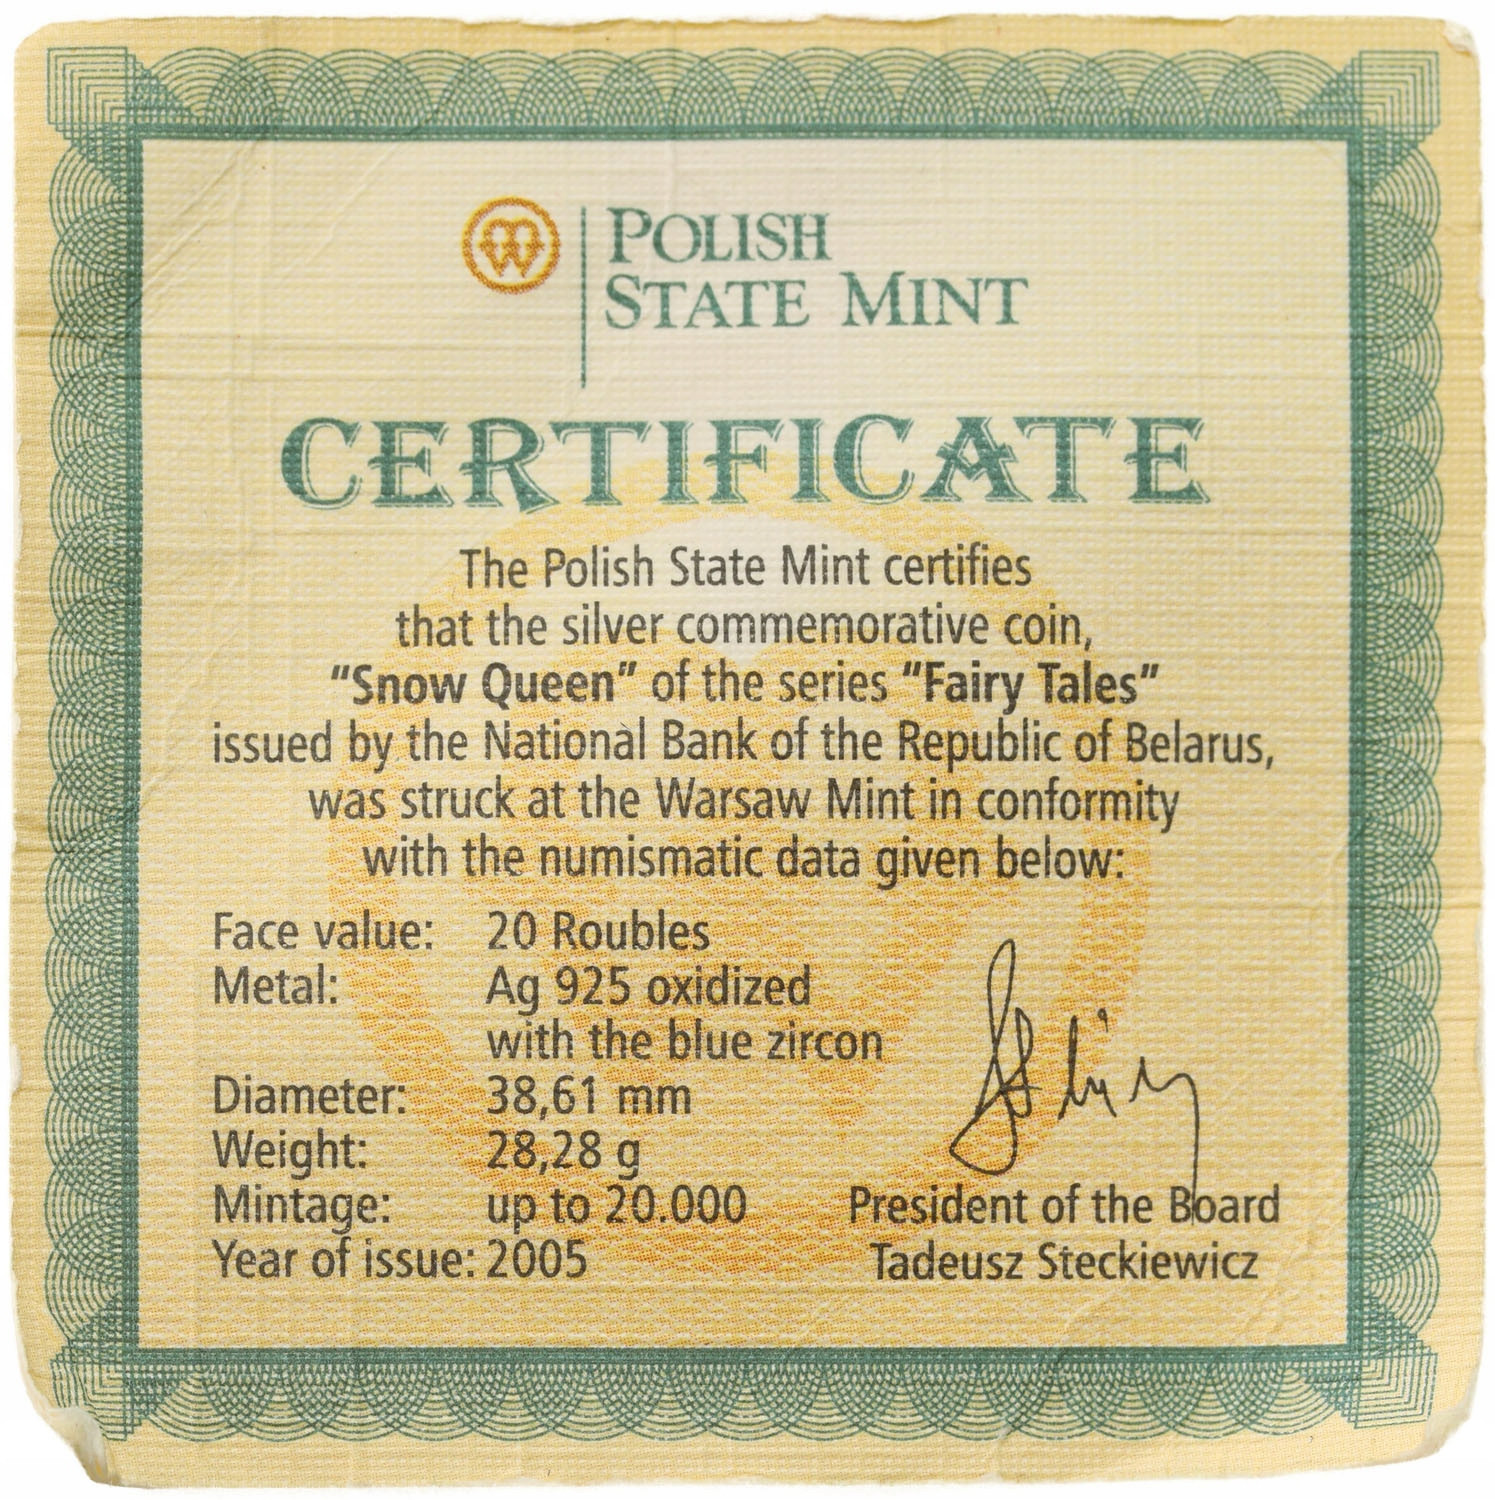 POLISH
STATE MINT
CERTIFICATE
The Polish State Mint certifies
that the silver commemorative coin,
"Snow Queen" of the series "Fairy Tales"
issued by the National Bank of the Republic of Belarus,
was struck at the Warsaw Mint in conformity
with the numismatic data given below:
Face value: 20 Roubles
Metal: Ag 925 oxidized
with the blue zircon
Diameter: 38,61 mm
Weight: 28,28 g
Mintage: up to 20.000
Year of issue: 2005
President of the Board
Tadeusz Steckiewicz